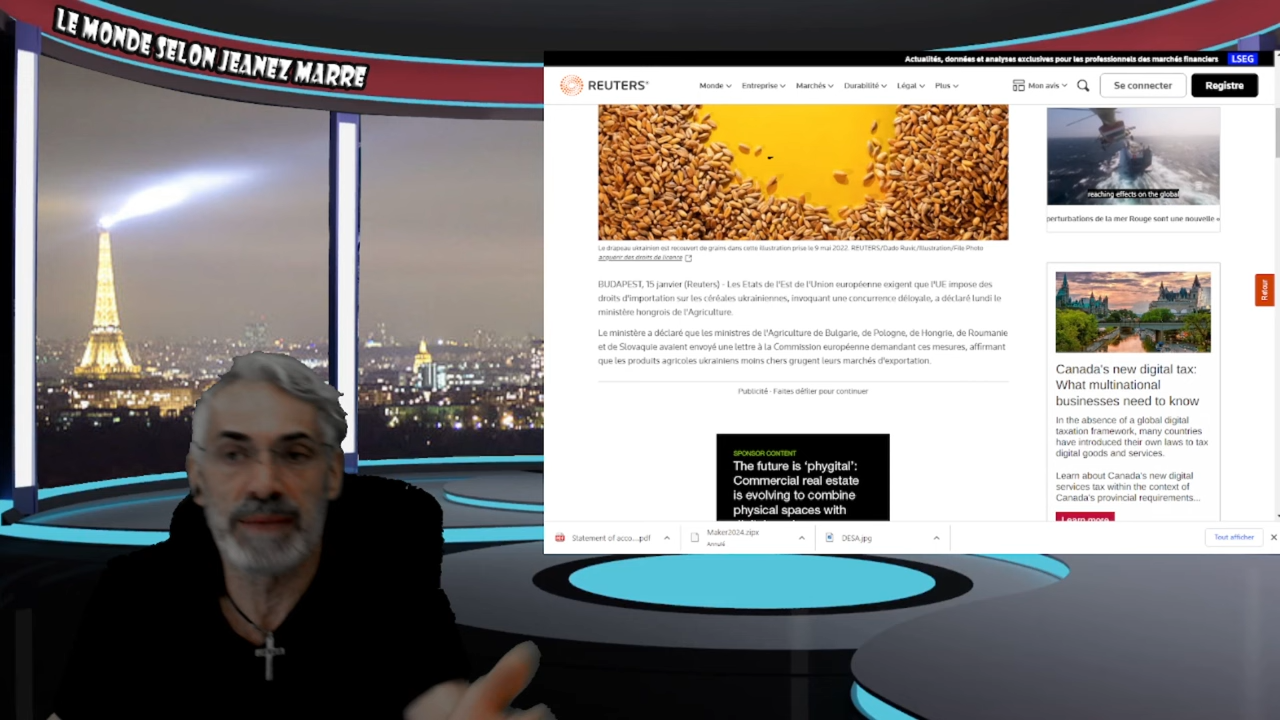 LE MONDE SELON JEANEZ MARRE
Actualités, données et analyses exclusives pour les professionnels des marchés financiers
LSEG
REUTERS
Monde
Entreprise
Marchés
Durabilité
Légal
Plus
Mon avis
Se connecter
Registre
reaching effects on the global
perturbations de la mer Rouge sont une nouvelle «
Le drapeau ukrainien est recouvert de grains dans cette illustration prise le 9 mai 2022. REUTERS/Dado Ruvic/Illustration/File Photo
acquérir des droits de licence
BUDAPEST, 15 janvier (Reuters) - Les Etats de l'Est de l'Union européenne exigent que l'UE impose des
droits d'importation sur les céréales ukrainiennes, invoquant une concurrence déloyale, a déclaré lundi le
ministère hongrois de l'Agriculture.
Le ministère a déclaré que les ministres de l'Agriculture de Bulgarie, de Pologne, de Hongrie, de Roumanie
et de Slovaquie avaient envoyé une lettre à la Commission européenne demandant ces mesures, affirmant
que les produits agricoles ukrainiens moins chers grugent leurs marchés d'exportation.
Publicité · Faites défiler pour continuer
SPONSOR CONTENT
The future is ‘phygital’:
Commercial real estate
is evolving to combine
physical spaces with
Retour
Canada's new digital tax:
What multinational
businesses need to know
In the absence of a global digital
taxation framework, many countries
have introduced their own laws to tax
digital goods and services.
Learn about Canada's new digital
services tax within the context of
Canada's provincial requirements...
Learn more
Statement of acco....pdf
Maker2024.zipx
Annulé
DESA.jpg
Tout afficher